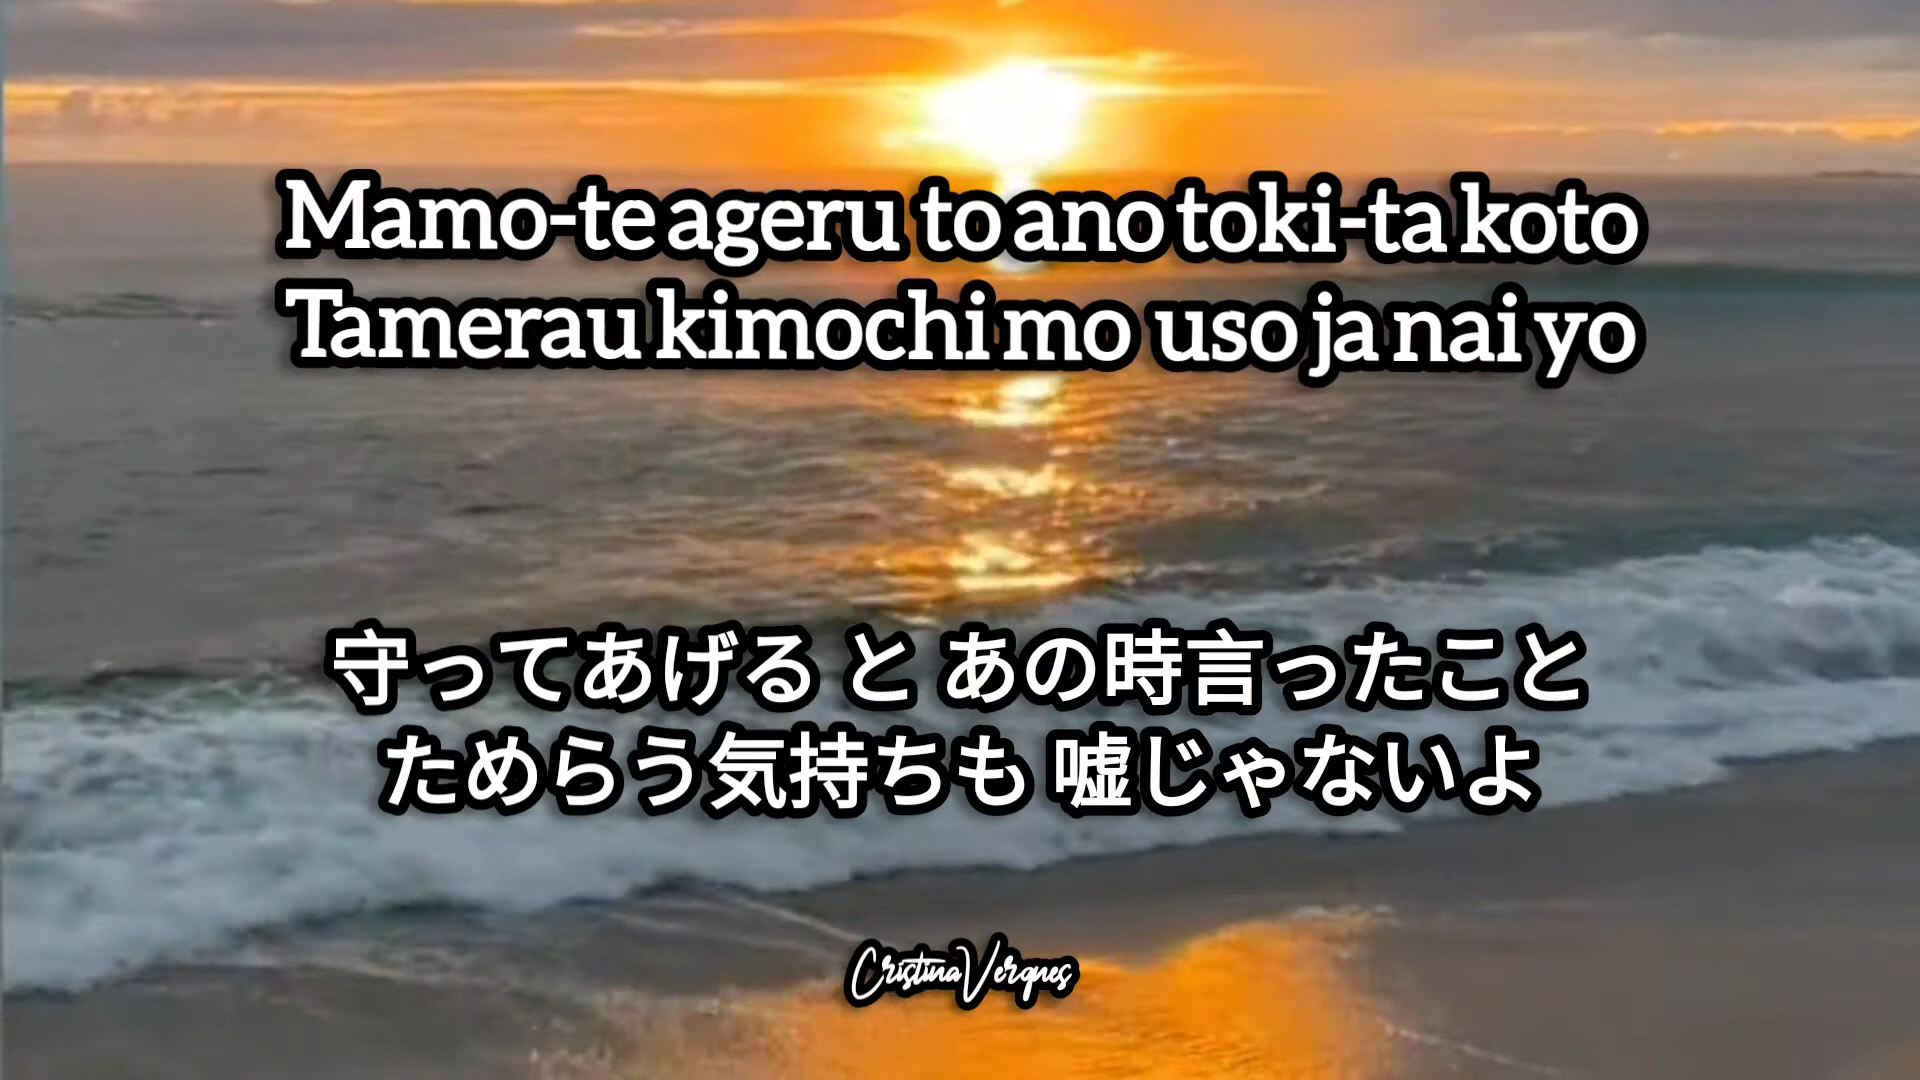 Mamo-te ageru to ano toki-ta koto
Tamerau kimochi mo uso ja nai yo
守ってあげる と あの時言ったこと
ためらう気持ちも 嘘じゃないよ
Cristina Vergnes